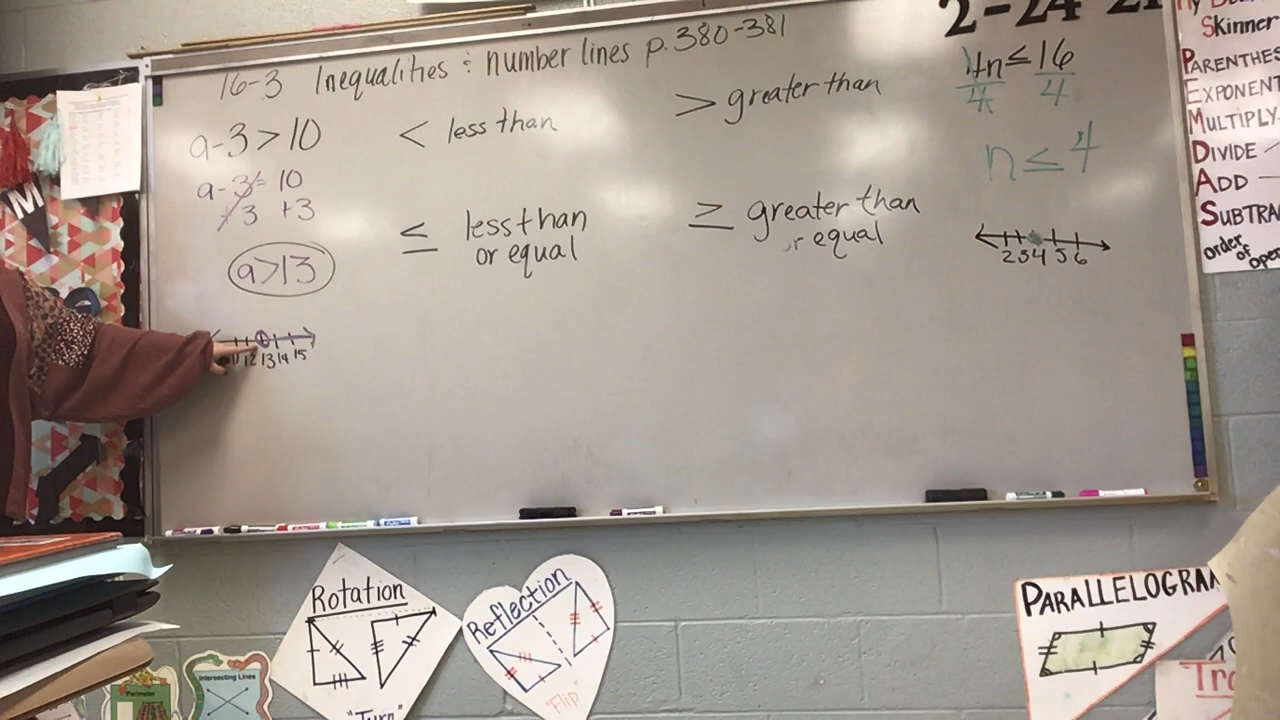 16-3 Inequalities : number lines p.380-381
2-24-21
a-3>10
< less than
> greater than
4n≤16
4 4
a-3= 10
+3 +3
n≤4
a>13
≤ less than
or equal
≥ greater than
or equal
2 3 4 5 6
11 12 13 14 15
Skinner
PARENTHES
EXPONENT
MULTIPLY
DIVIDE
ADD
SUBTRA
order
of
oper
M
Rotation
"Turn"
Reflection
"Flip"
PARALLELOGRA
Tra
Perimeter
Intersecting Lines